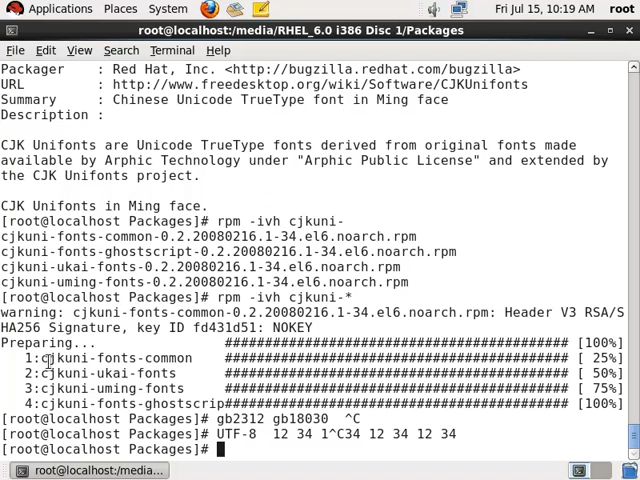 Applications Places System Fri Jul 15, 10:19 AM root
root@localhost:/media/RHEL_6.0 i386 Disc 1/Packages
File Edit View Search Terminal Help
Packager    : Red Hat, Inc. <http://bugzilla.redhat.com/bugzilla>
URL         : http://www.freedesktop.org/wiki/Software/CJKUnifonts
Summary     : Chinese Unicode TrueType font in Ming face
Description :
CJK Unifonts are Unicode TrueType fonts derived from original fonts made
available by Arphic Technology under "Arphic Public License" and extended by
the CJK Unifonts project.
CJK Unifonts in Ming face.
[root@localhost Packages]# rpm -ivh cjkuni-
cjkuni-fonts-common-0.2.20080216.1-34.el6.noarch.rpm
cjkuni-fonts-ghostscript-0.2.20080216.1-34.el6.noarch.rpm
cjkuni-ukai-fonts-0.2.20080216.1-34.el6.noarch.rpm
cjkuni-uming-fonts-0.2.20080216.1-34.el6.noarch.rpm
[root@localhost Packages]# rpm -ivh cjkuni-*
warning: cjkuni-fonts-common-0.2.20080216.1-34.el6.noarch.rpm: Header V3 RSA/S
HA256 Signature, key ID fd431d51: NOKEY
Preparing...                ########################################### [100%]
   1:cjkuni-fonts-common    ########################################### [ 25%]
   2:cjkuni-ukai-fonts      ########################################### [ 50%]
   3:cjkuni-uming-fonts     ########################################### [ 75%]
   4:cjkuni-fonts-ghostscrip########################################### [100%]
[root@localhost Packages]# gb2312 gb18030  ^C
[root@localhost Packages]# UTF-8  12 34 1^C34 12 34 12 34
[root@localhost Packages]#
root@localhost:/media...